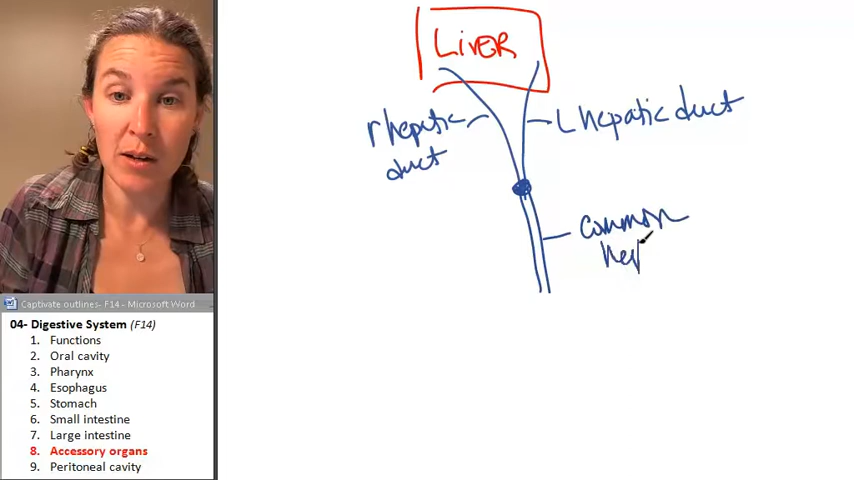 LIVER
r hepatic
duct
L hepatic duct
Common
hep
Captivate outlines- F14 - Microsoft Word
04- Digestive System (F14)
1. Functions
2. Oral cavity
3. Pharynx
4. Esophagus
5. Stomach
6. Small intestine
7. Large intestine
8. Accessory organs
9. Peritoneal cavity